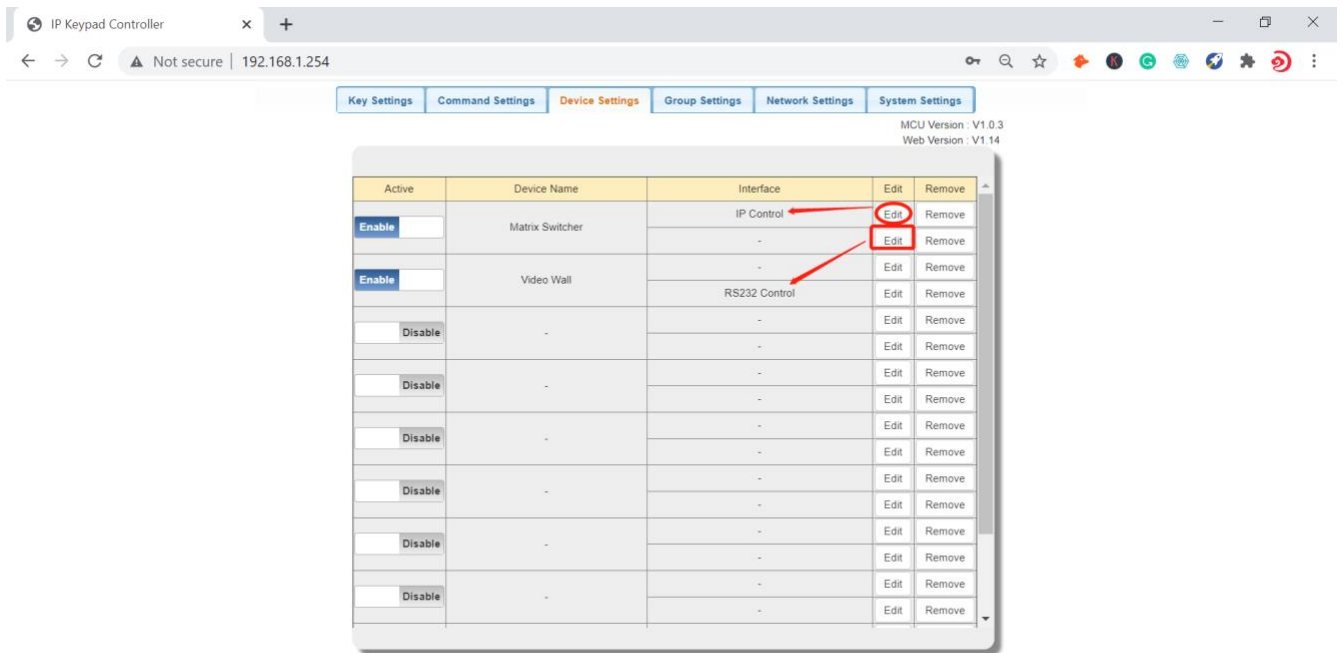 IP Keypad Controller
Not secure 192.168.1.254
Key Settings Command Settings Device Settings Group Settings Network Settings System Settings
MCU Version : V1.0.3
Web Version : V1.14
Active Device Name Interface Edit Remove
Enable Matrix Switcher IP Control Edit Remove
- Edit Remove
Enable Video Wall - Edit Remove
RS232 Control Edit Remove
Disable - - Edit Remove
- Edit Remove
Disable - - Edit Remove
- Edit Remove
Disable - - Edit Remove
- Edit Remove
Disable - - Edit Remove
- Edit Remove
Disable - - Edit Remove
- Edit Remove
Disable - - Edit Remove
- Edit Remove